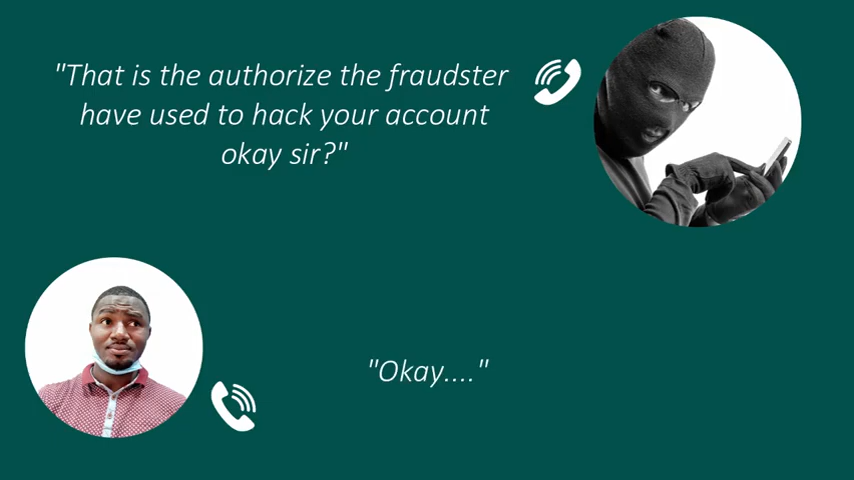 "That is the authorize the fraudster
have used to hack your account
okay sir?"
"Okay...."